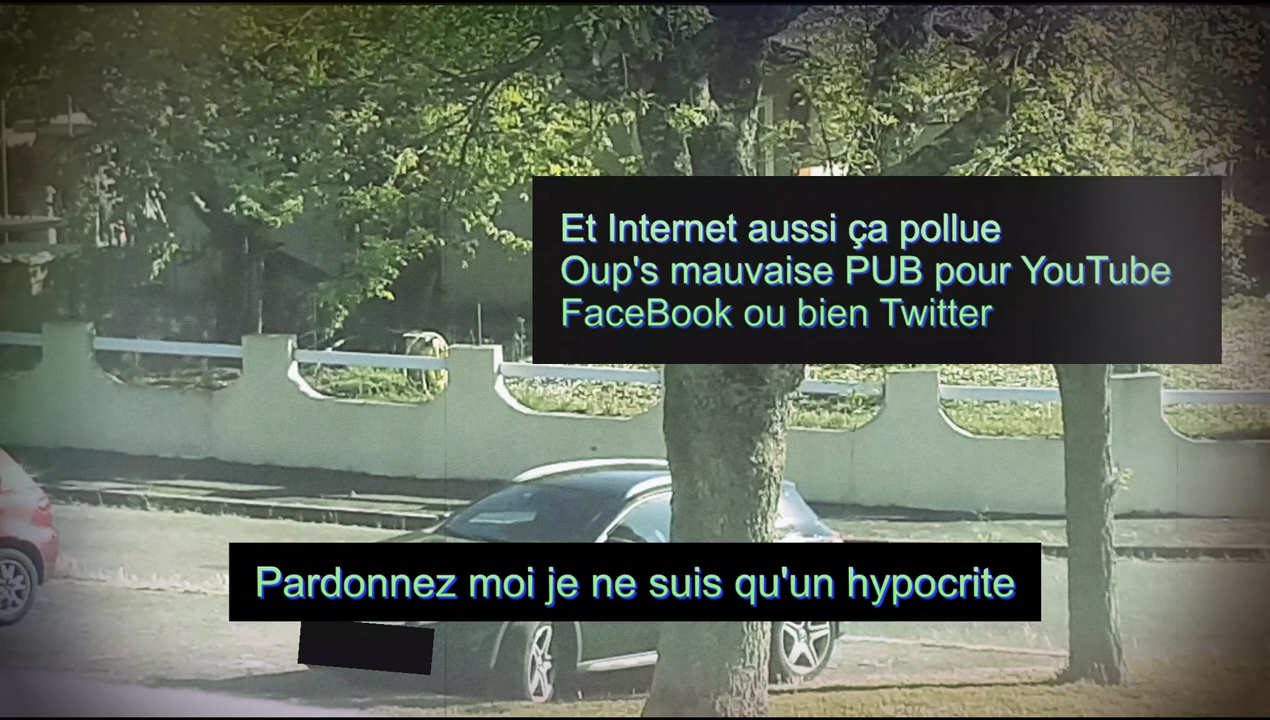 Et Internet aussi ça pollue
Oup's mauvaise PUB pour YouTube
FaceBook ou bien Twitter
Pardonnez moi je ne suis qu'un hypocrite